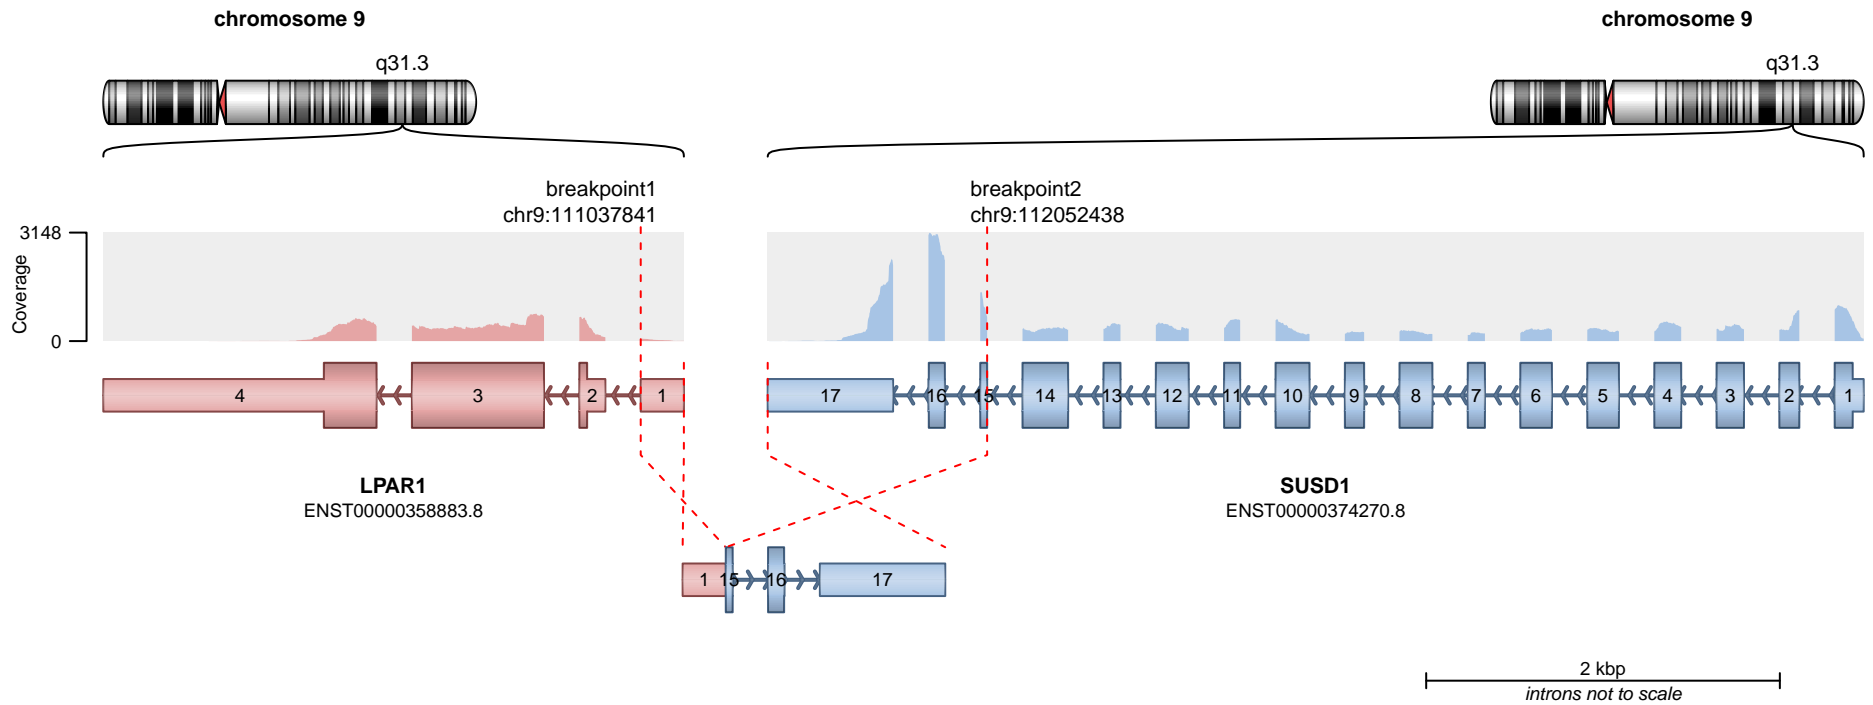 chromosome 9
chromosome 9
q31.3
q31.3
breakpoint1
chr9:111037841
breakpoint2
chr9:112052438
3148
Coverage
0
4
3
2
1
17
16
15
14
13
12
11
10
9
8
7
6
5
4
3
2
1
LPAR1
ENST00000358883.8
SUSD1
ENST00000374270.8
1
15
16
17
2 kbp
introns not to scale